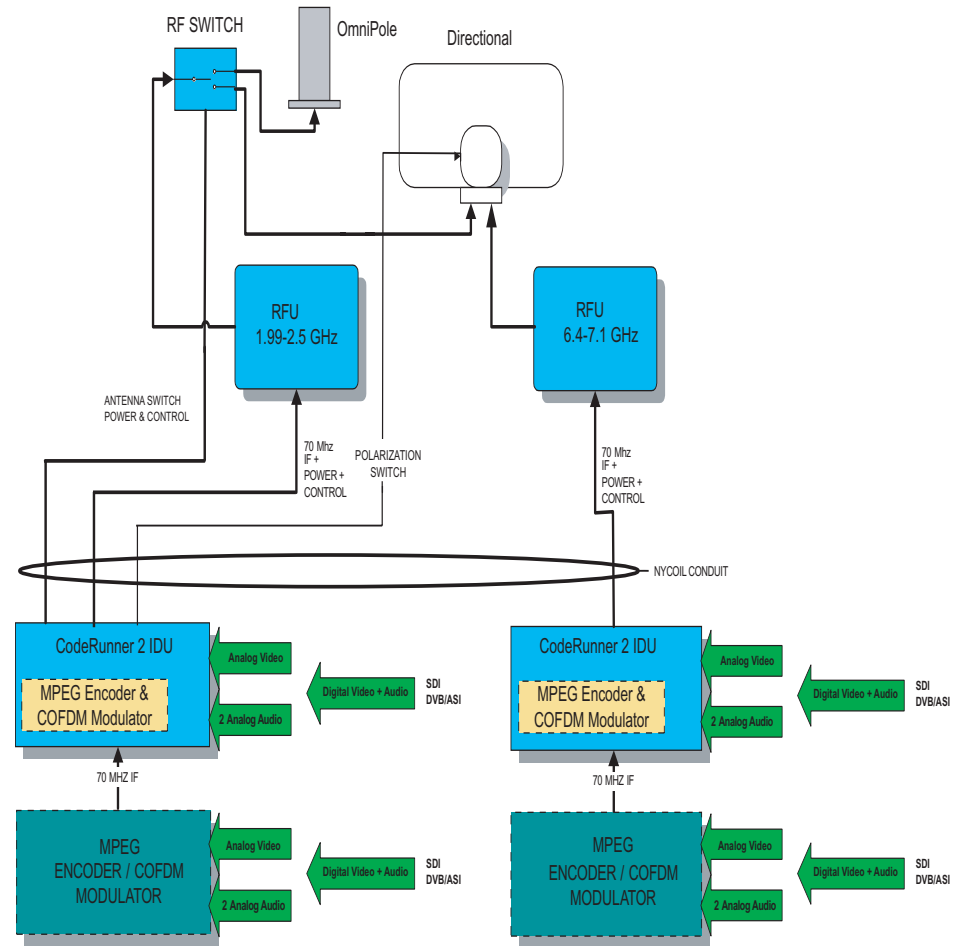 RF SWITCH
OmniPole
Directional
RFU
1.99-2.5 GHz
RFU
6.4-7.1 GHz
ANTENNA SWITCH
POWER & CONTROL
70 Mhz
IF +
POWER +
CONTROL
POLARIZATION
SWITCH
70 Mhz
IF +
POWER +
CONTROL
NYCOIL CONDUIT
CodeRunner 2 IDU
MPEG Encoder &
COFDM Modulator
Analog Video
2 Analog Audio
Digital Video + Audio
SDI
DVB/ASI
CodeRunner 2 IDU
MPEG Encoder &
COFDM Modulator
Analog Video
2 Analog Audio
Digital Video + Audio
SDI
DVB/ASI
70 MHZ IF
70 MHZ IF
MPEG
ENCODER / COFDM
MODULATOR
Analog Video
2 Analog Audio
Digital Video + Audio
SDI
DVB/ASI
MPEG
ENCODER / COFDM
MODULATOR
Analog Video
2 Analog Audio
Digital Video + Audio
SDI
DVB/ASI